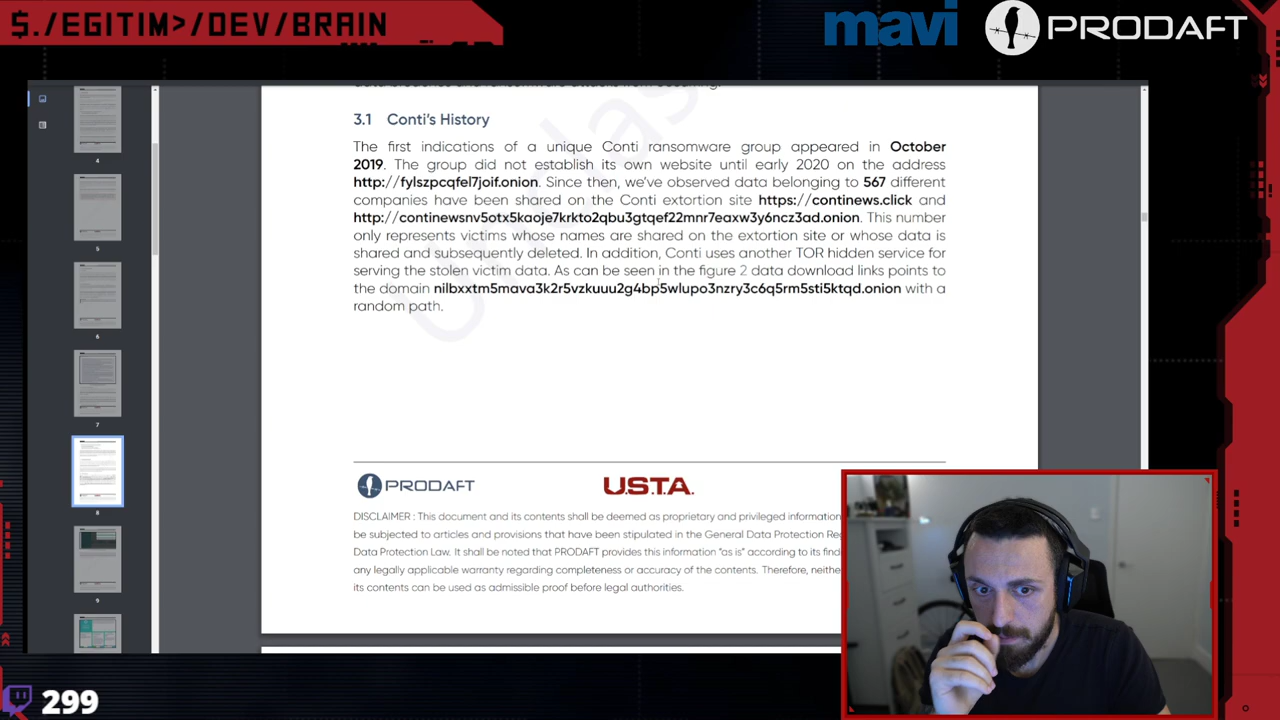 $./EGITIM>/DEV/BRAIN
mavi PRODAFT
3.1 Conti's History
The first indications of a unique Conti ransomware group appeared in October
2019. The group did not establish its own website until early 2020 on the address
http://fylszpcqfel7joif.onion. Since then, we've observed data belonging to 567 different
companies have been shared on the Conti extortion site https://continews.click and
http://continewsnv5otx5kaoje7krkto2qbu3gtqef22mnr7eaxw3y6ncz3ad.onion. This number
only represents victims whose names are shared on the extortion site or whose data is
shared and subsequently deleted. In addition, Conti uses another TOR hidden service for
serving the stolen victim data. As can be seen in the figure 2 data download links points to
the domain nilbxxtm5mava3k2r5vzkuuu2g4bp5wlupo3nzry3c6q5rm5sti5ktqd.onion with a
random path.
4
5
6
7
8
9
PRODAFT
U.S.T.A.
DISCLAIMER : This document and its contents shall be deemed as proprietary and privileged information
be subjected to articles and provisions that have been stipulated in the General Data Protection
Data Protection Law. It shall be noted that PRODAFT provides this information "as is" according to its
any legally applicable warranty regarding completeness or accuracy of the contents. Therefore,
its contents can be used as admissible proof before legal authorities.
299